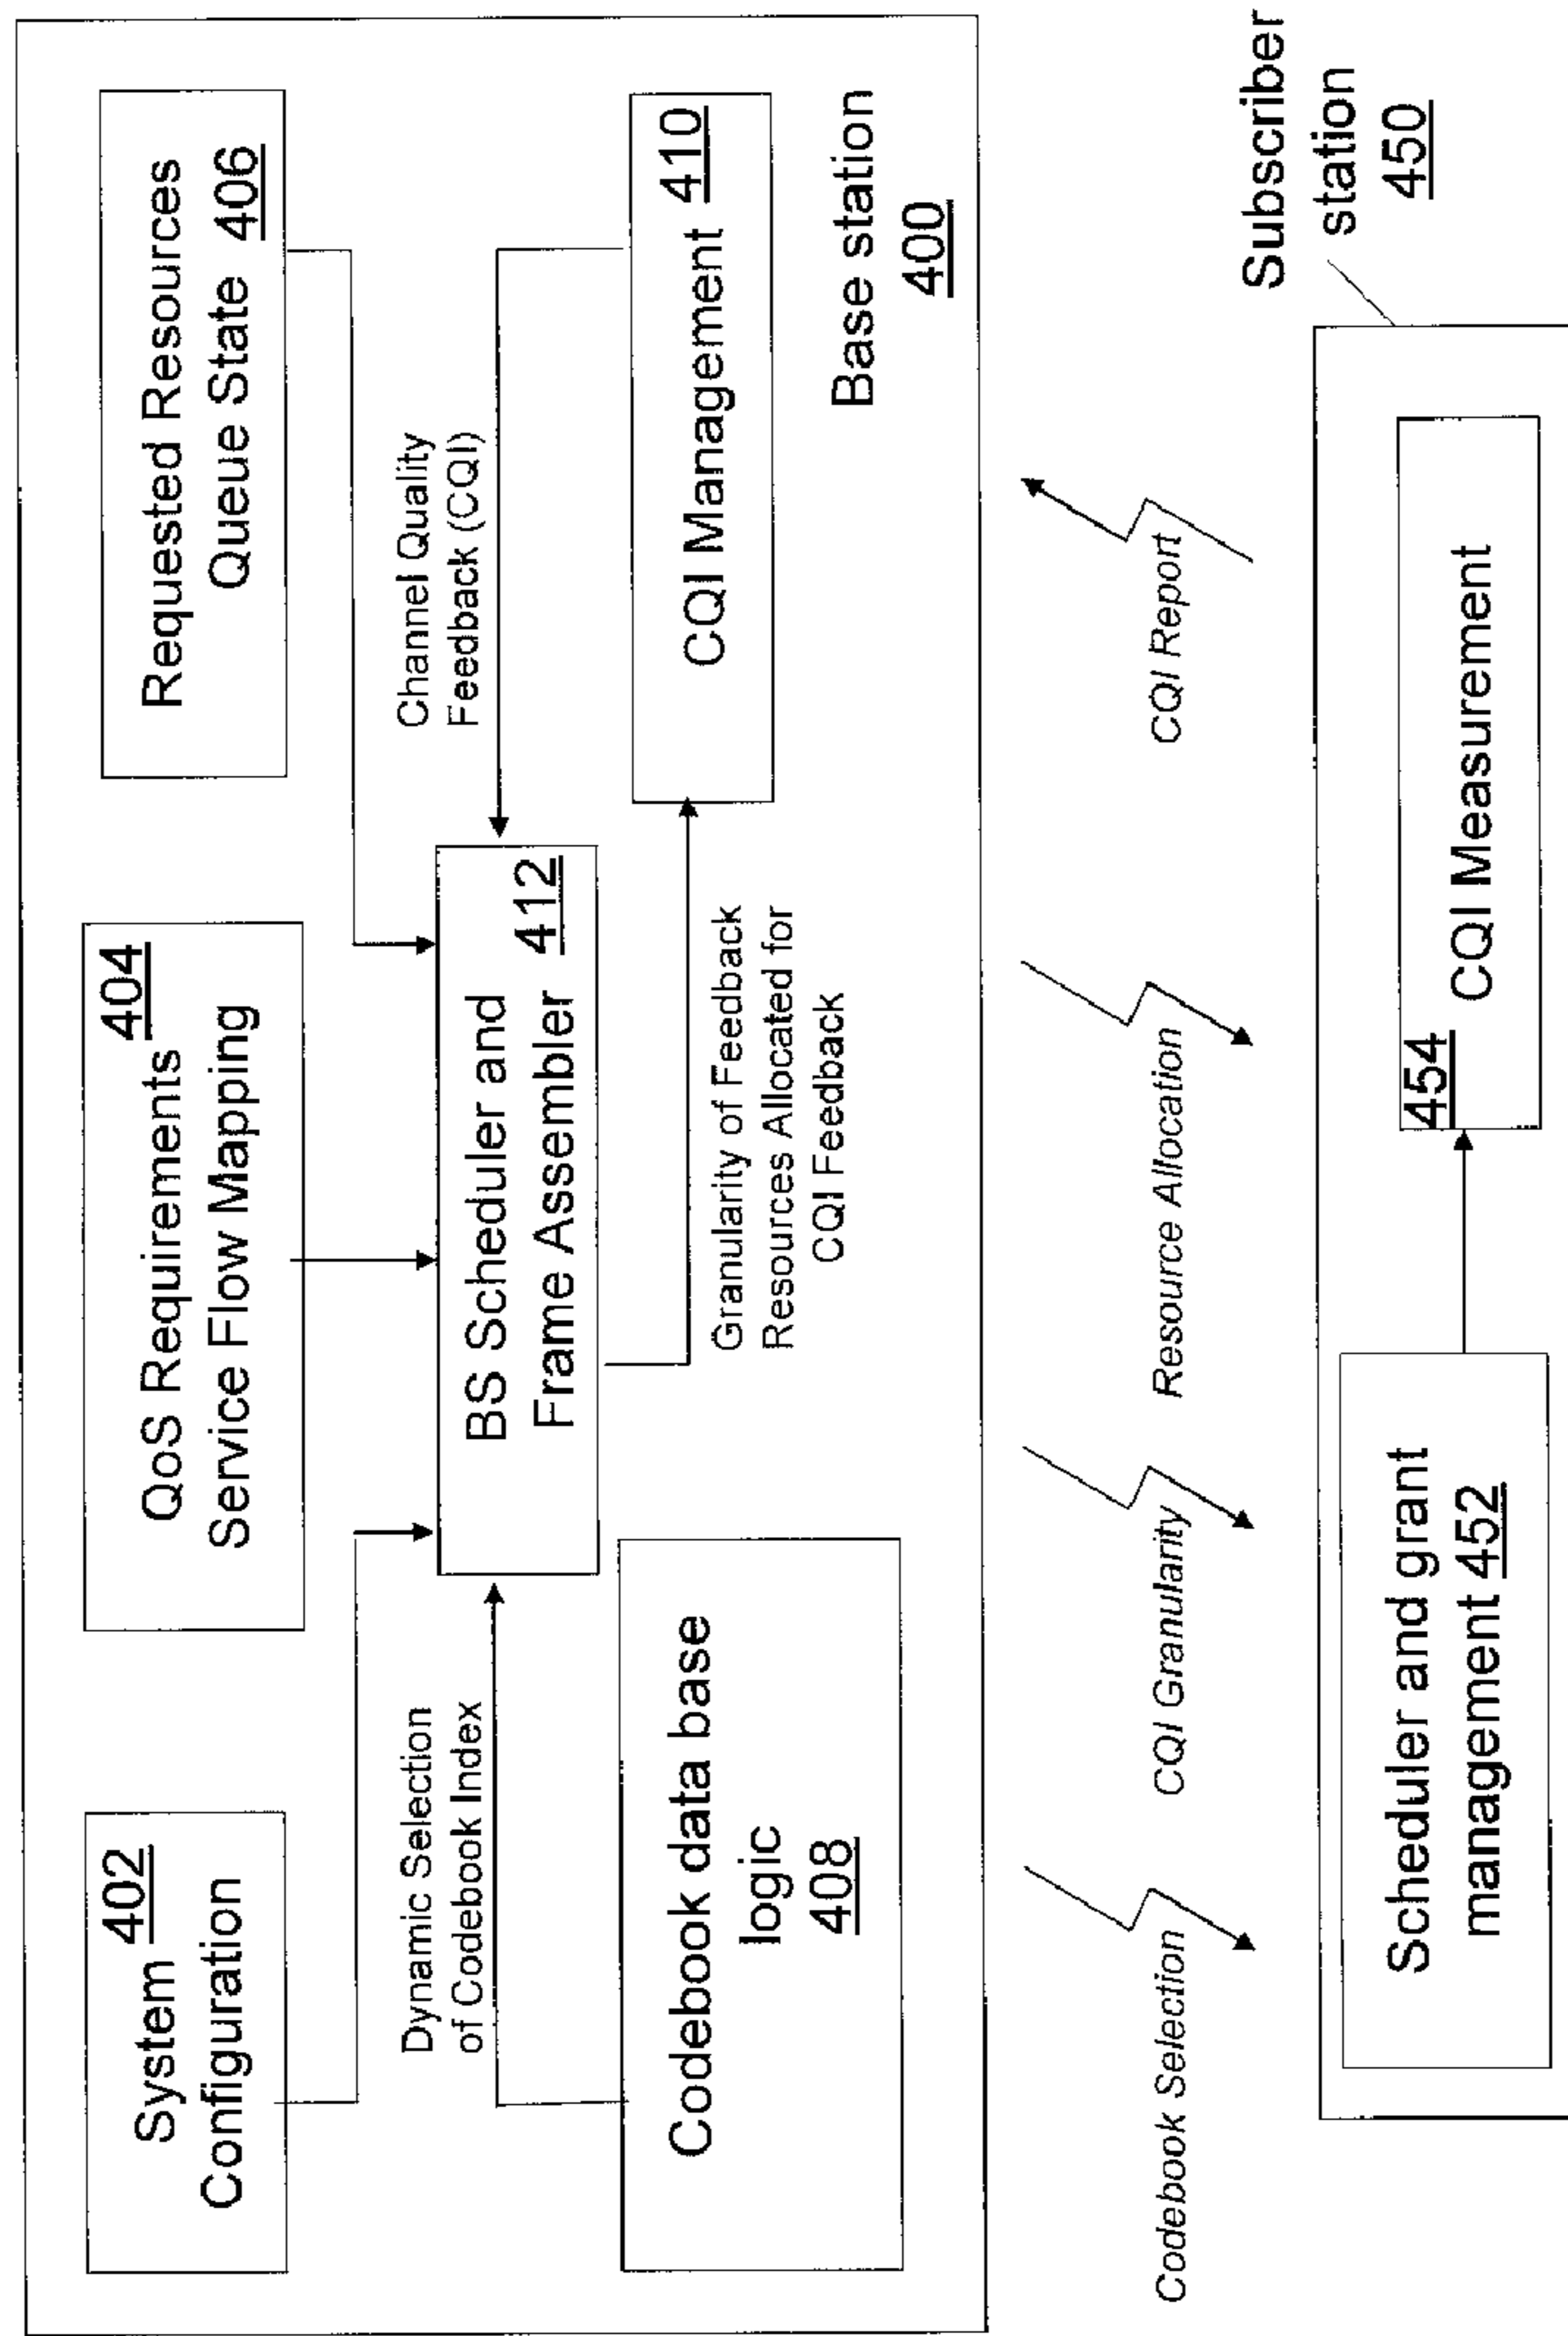 System 402
Configuration
404
QoS Requirements
Service Flow Mapping
Requested Resources
Queue State 406
Dynamic Selection
of Codebook Index
BS Scheduler and
Frame Assembler 412
Channel Quality
Feedback (CQI)
Codebook data base
logic
408
Granularity of Feedback
Resources Allocated for
CQI Feedback
CQI Management 410
Base station
400
Codebook Selection
CQI Granularity
Resource Allocation
CQI Report
Subscriber
station
450
Scheduler and grant
management 452
454
CQI Measurement